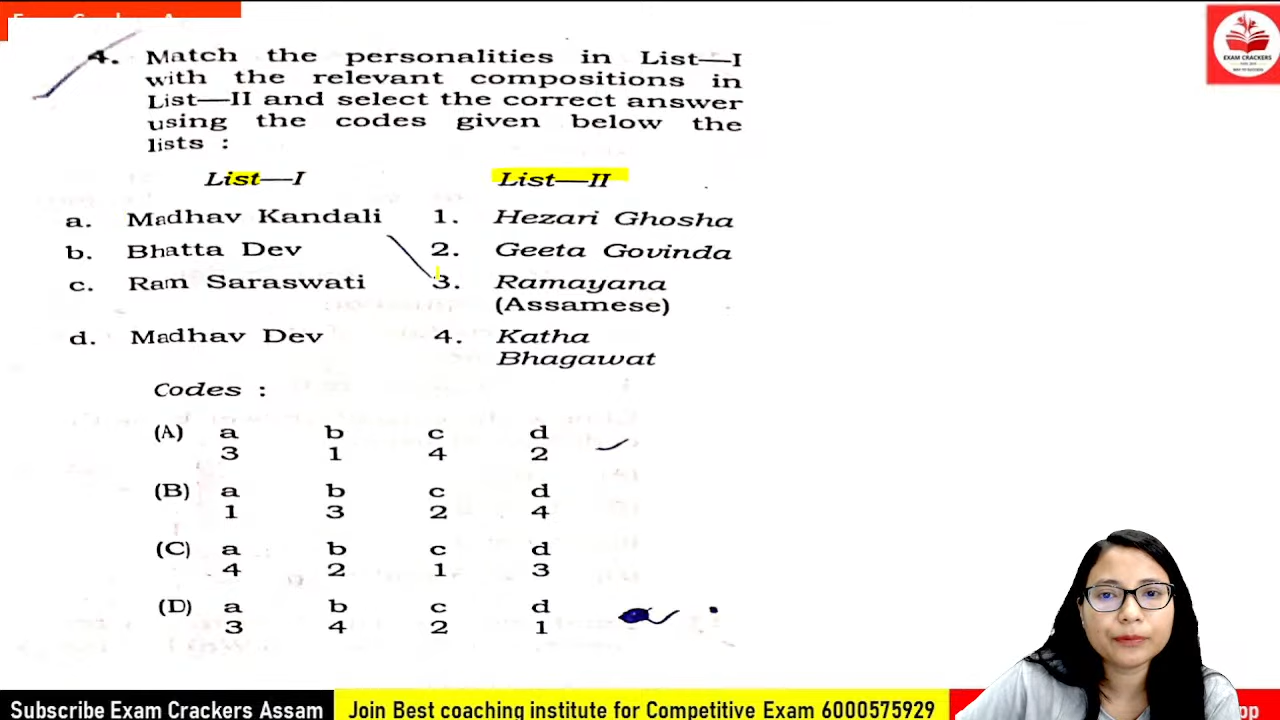 4. Match the personalities in List—I
with the relevant compositions in
List—II and select the correct answer
using the codes given below the
lists :
List—I List—II
a. Madhav Kandali 1. Hezari Ghosha
b. Bhatta Dev 2. Geeta Govinda
c. Ram Saraswati 3. Ramayana
(Assamese)
d. Madhav Dev 4. Katha
Bhagawat
Codes :
(A) a b c d
3 1 4 2
(B) a b c d
1 3 2 4
(C) a b c d
4 2 1 3
(D) a b c d
3 4 2 1
EXAM CRACKERS
Subscribe Exam Crackers Assam Join Best coaching institute for Competitive Exam 6000575929